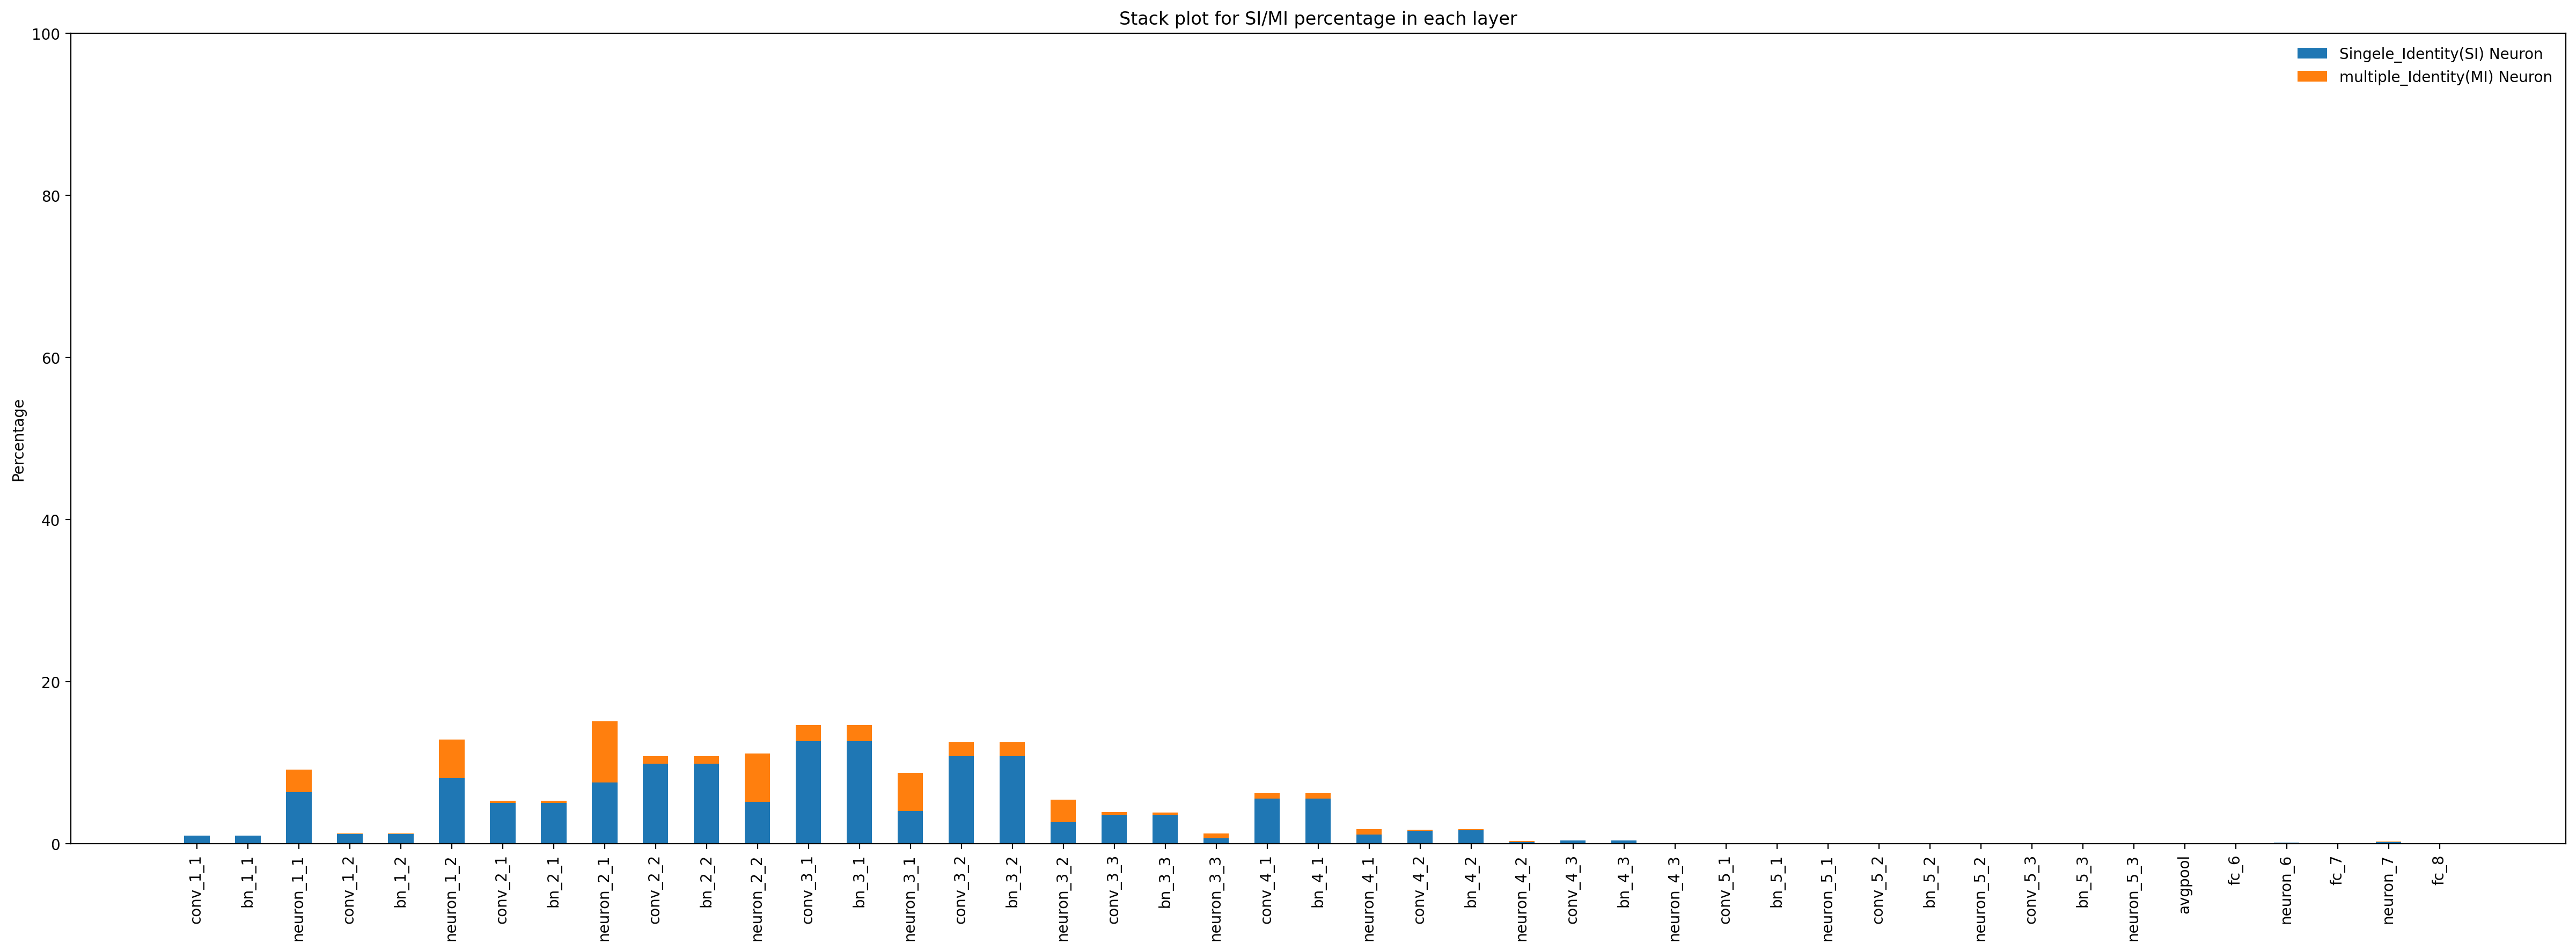 Stack plot for SI/MI percentage in each layer
100
80
60
40
20
0
Percentage
Singele_Identity(SI) Neuron
multiple_Identity(MI) Neuron
conv_1_1
bn_1_1
neuron_1_1
conv_1_2
bn_1_2
neuron_1_2
conv_2_1
bn_2_1
neuron_2_1
conv_2_2
bn_2_2
neuron_2_2
conv_3_1
bn_3_1
neuron_3_1
conv_3_2
bn_3_2
neuron_3_2
conv_3_3
bn_3_3
neuron_3_3
conv_4_1
bn_4_1
neuron_4_1
conv_4_2
bn_4_2
neuron_4_2
conv_4_3
bn_4_3
neuron_4_3
conv_5_1
bn_5_1
neuron_5_1
conv_5_2
bn_5_2
neuron_5_2
conv_5_3
bn_5_3
neuron_5_3
avgpool
fc_6
neuron_6
fc_7
neuron_7
fc_8